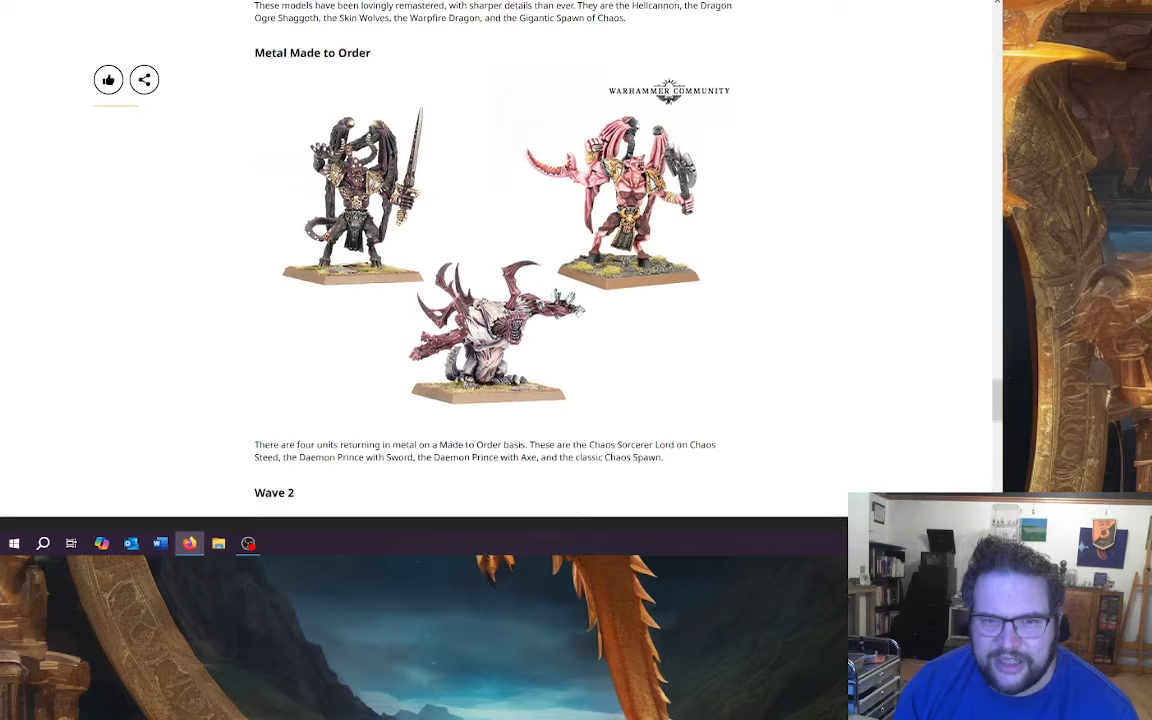 These models have been lovingly remastered, with sharper details than ever. They are the Hellcannon, the Dragon
Ogre Shaggoth, the Skin Wolves, the Warpfire Dragon, and the Gigantic Spawn of Chaos.
Metal Made to Order
WARHAMMER COMMUNITY
There are four units returning in metal on a Made to Order basis. These are the Chaos Sorcerer Lord on Chaos
Steed, the Daemon Prince with Sword, the Daemon Prince with Axe, and the classic Chaos Spawn.
Wave 2